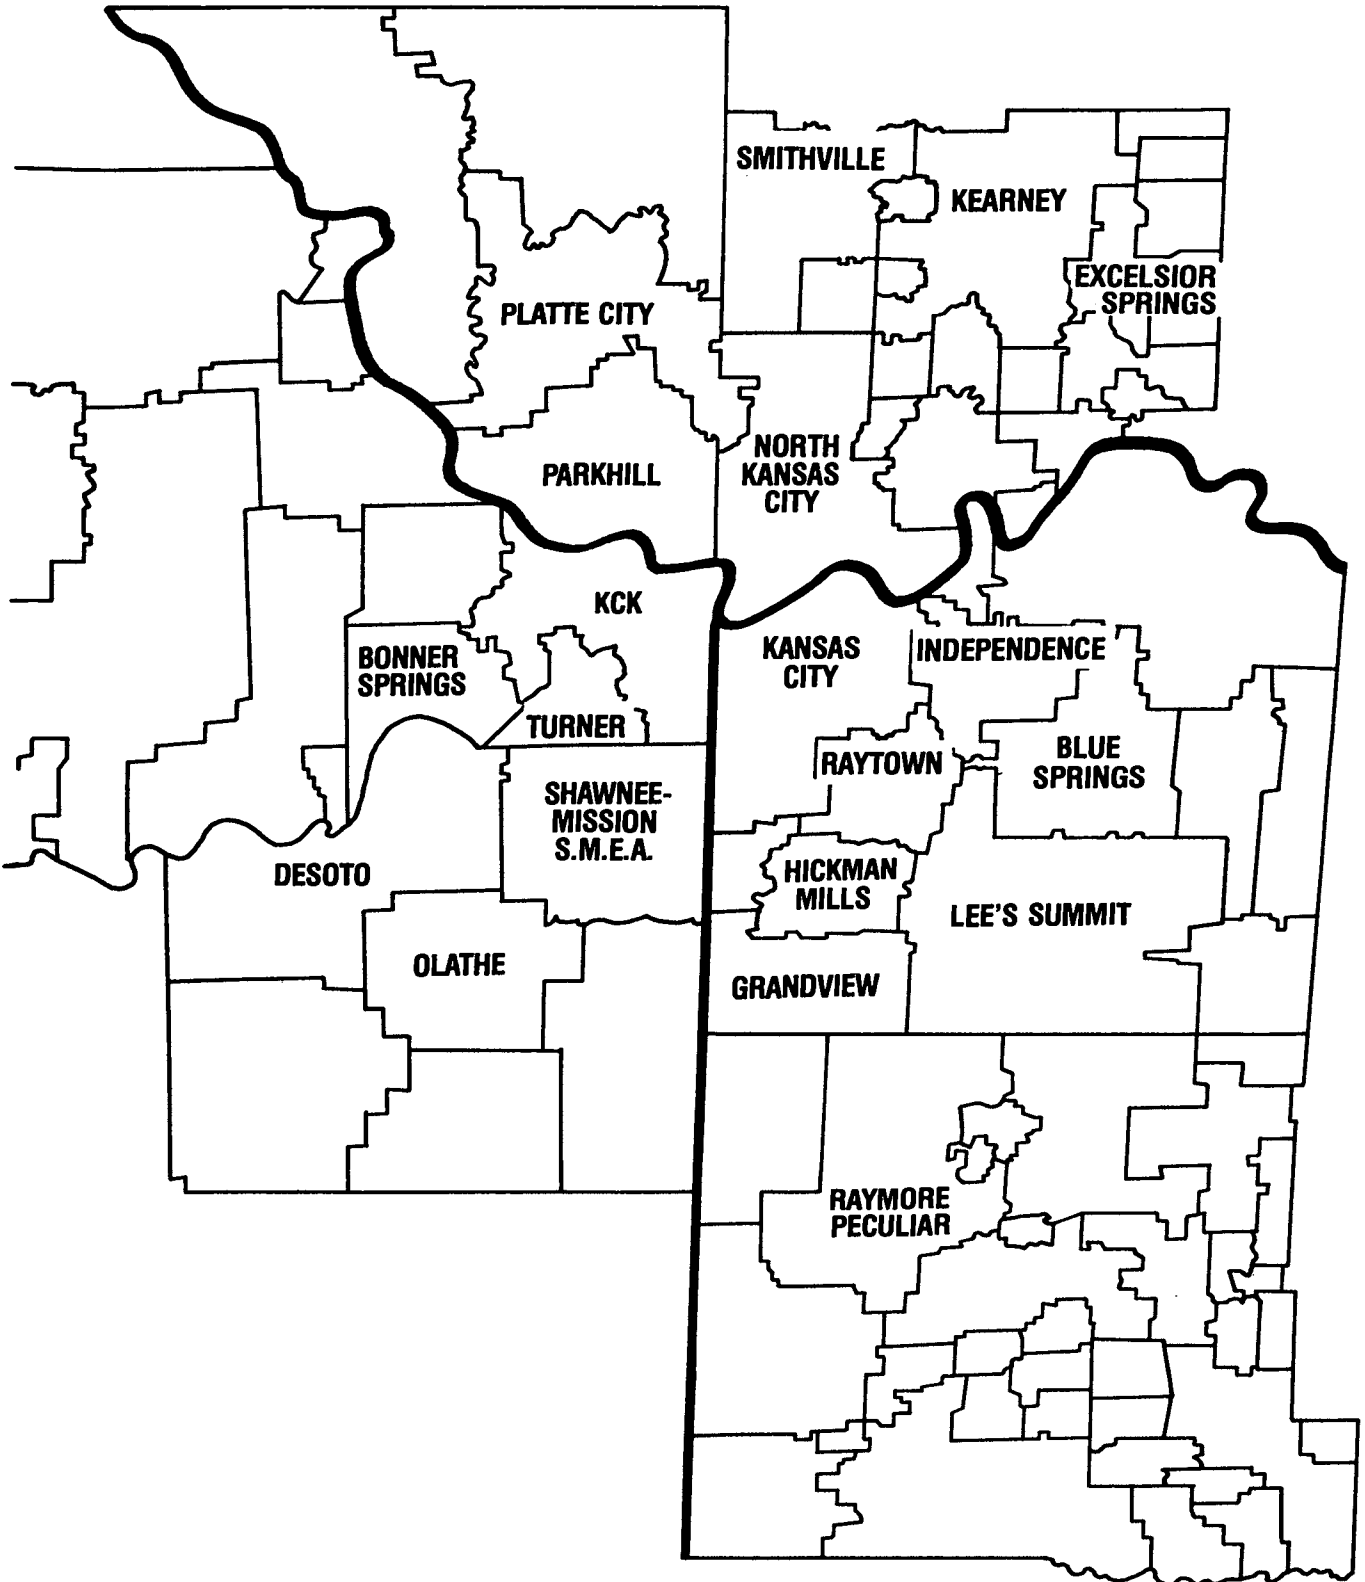 SMITHVILLE
KEARNEY
EXCELSIOR
SPRINGS
PLATTE CITY
NORTH
KANSAS
CITY
PARKHILL
KCK
KANSAS
CITY
INDEPENDENCE
BONNER
SPRINGS
TURNER
RAYTOWN
BLUE
SPRINGS
SHAWNEE-
MISSION
S.M.E.A.
DESOTO
HICKMAN
MILLS
LEE'S SUMMIT
OLATHE
GRANDVIEW
RAYMORE
PECULIAR